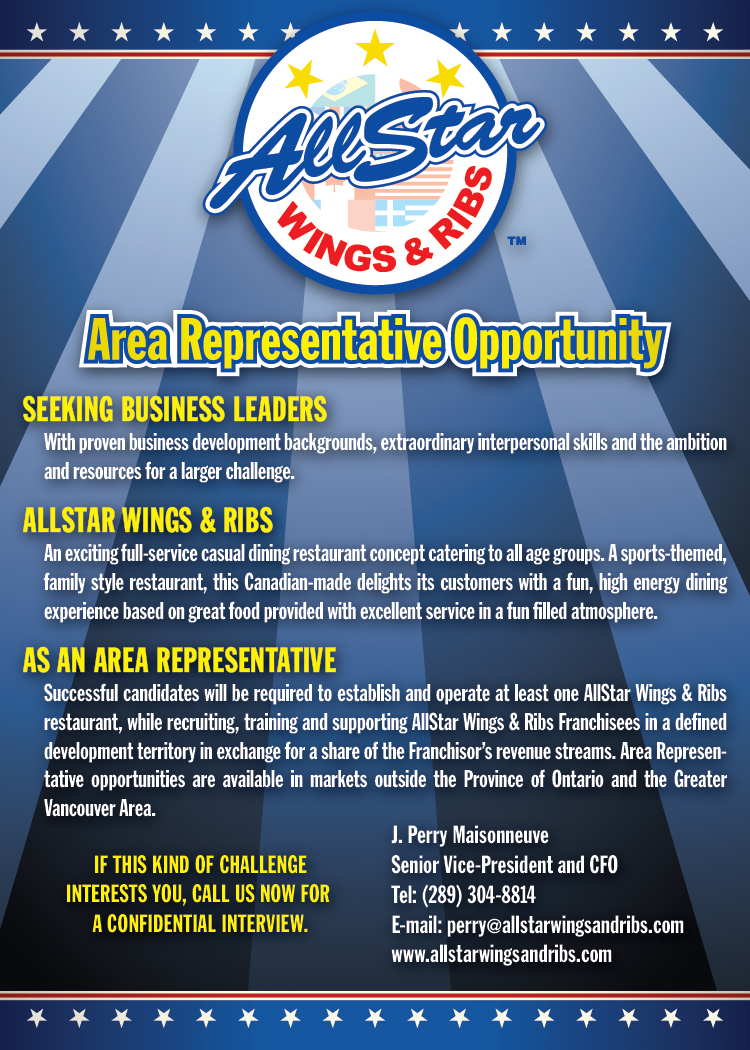 AllStar
WINGS & RIBS
TM
Area Representative Opportunity
SEEKING BUSINESS LEADERS
With proven business development backgrounds, extraordinary interpersonal skills and the ambition
and resources for a larger challenge.
ALLSTAR WINGS & RIBS
An exciting full-service casual dining restaurant concept catering to all age groups. A sports-themed,
family style restaurant, this Canadian-made delights its customers with a fun, high energy dining
experience based on great food provided with excellent service in a fun filled atmosphere.
AS AN AREA REPRESENTATIVE
Successful candidates will be required to establish and operate at least one AllStar Wings & Ribs
restaurant, while recruiting, training and supporting AllStar Wings & Ribs Franchisees in a defined
development territory in exchange for a share of the Franchisor's revenue streams. Area Represen-
tative opportunities are available in markets outside the Province of Ontario and the Greater
Vancouver Area.
IF THIS KIND OF CHALLENGE
INTERESTS YOU, CALL US NOW FOR
A CONFIDENTIAL INTERVIEW.
J. Perry Maisonneuve
Senior Vice-President and CFO
Tel: (289) 304-8814
E-mail: perry@allstarwingsandribs.com
www.allstarwingsandribs.com